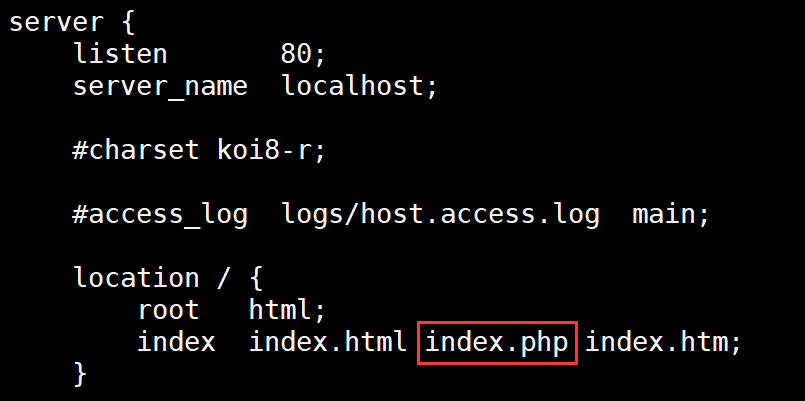 server {
    listen       80;
    server_name  localhost;

    #charset koi8-r;

    #access_log  logs/host.access.log  main;

    location / {
        root   html;
        index  index.html index.php index.htm;
    }